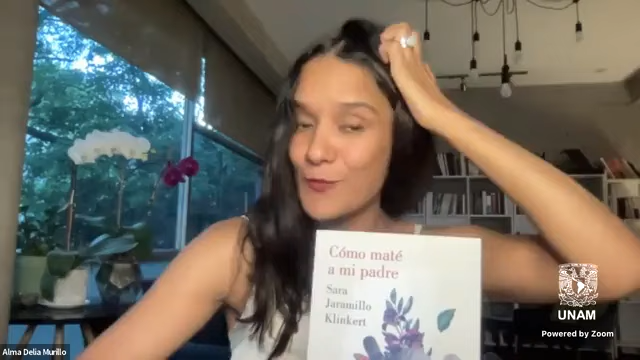 Cómo maté
a mi padre
Sara
Jaramillo
Klinkert
UNAM
Powered by Zoom
Alma Delia Murillo